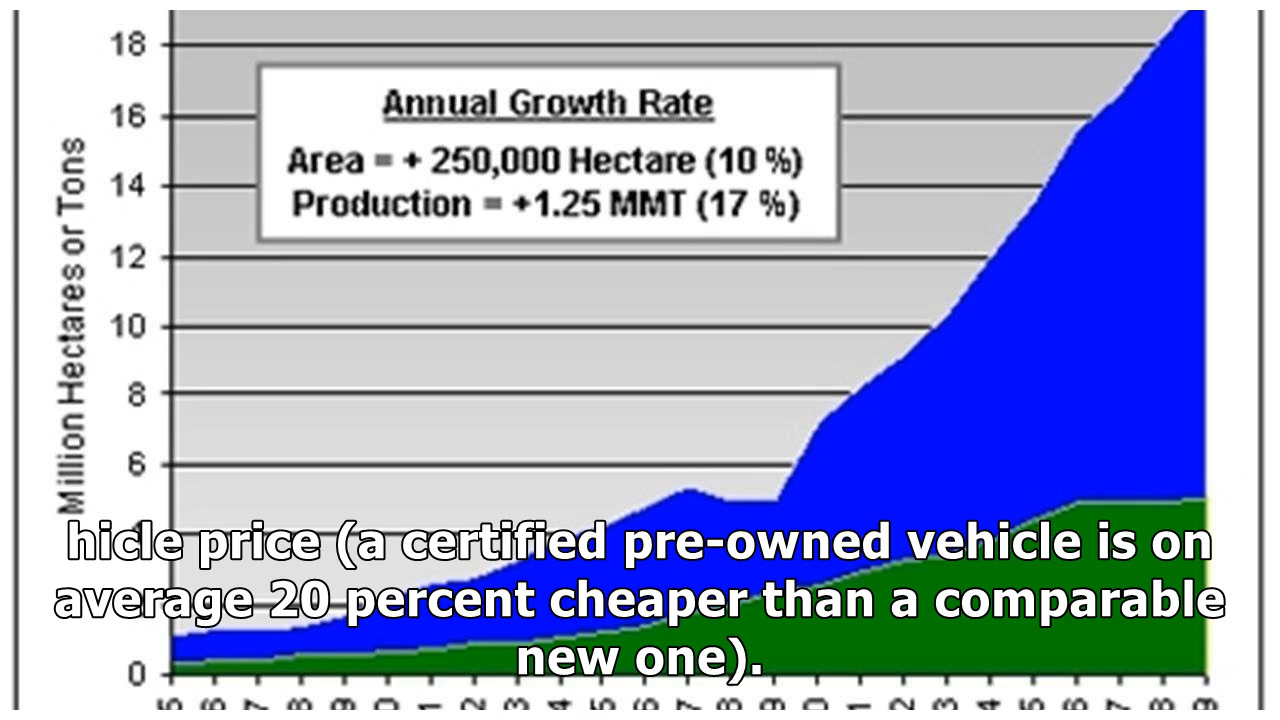 18
Annual Growth Rate
16
Area = + 250,000 Hectare (10 %)
14
Production = +1.25 MMT (17 %)
12
10
8
6
Million Hectares or Tons
hicle price (a certified pre-owned vehicle is on
average 20 percent cheaper than a comparable
new one).
0